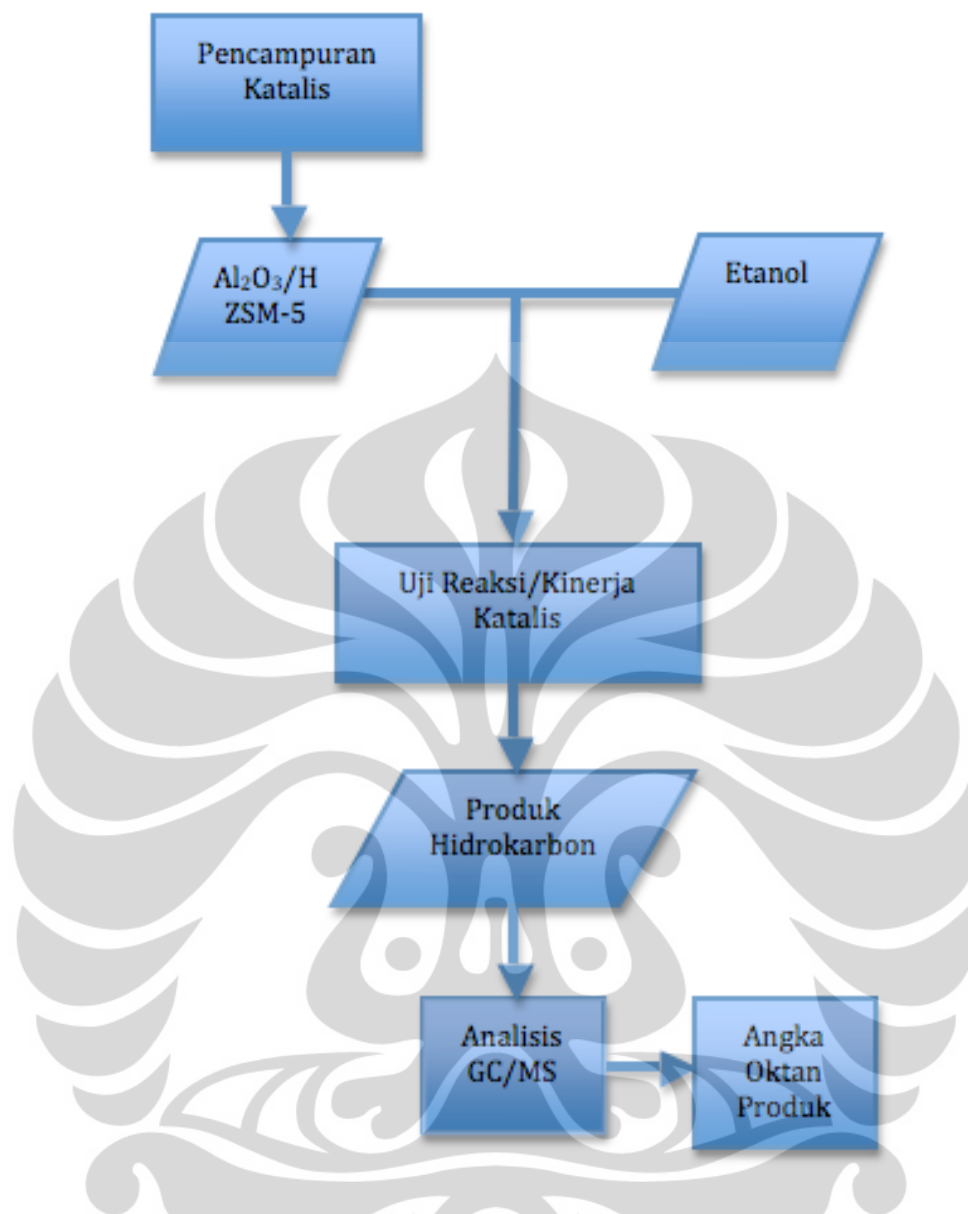 Pencampuran
Katalis
Al₂O₃/H
ZSM-5
Etanol
Uji Reaksi/Kinerja
Katalis
Produk
Hidrokarbon
Analisis
GC/MS
Angka
Oktan
Produk